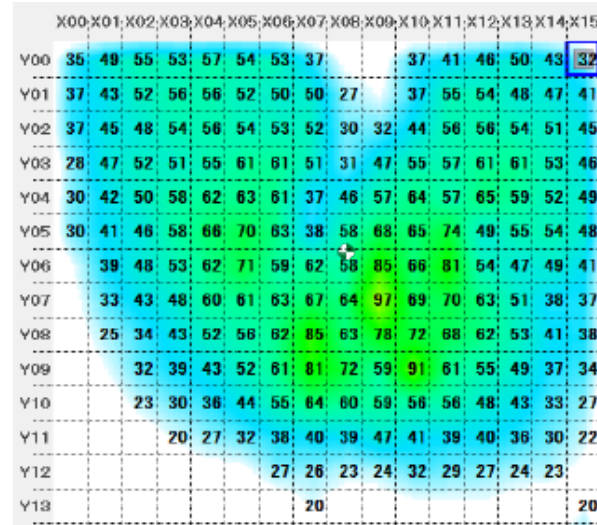 X00 X01 X02 X03 X04 X05 X06 X07 X08 X09 X10 X11 X12 X13 X14 X15
Y00 35 49 55 53 57 54 53 37 37 41 46 50 43 32
Y01 37 43 52 56 56 52 50 50 27 37 55 54 48 47 41
Y02 37 45 48 54 56 54 53 52 30 32 44 56 56 54 51 45
Y03 28 47 52 51 55 61 61 51 31 47 55 57 61 61 53 46
Y04 30 42 50 58 62 63 61 37 46 57 64 57 65 59 52 49
Y05 30 41 46 58 66 70 63 38 58 68 65 74 49 55 54 48
Y06 39 48 53 62 71 59 62 58 85 66 81 54 47 49 41
Y07 33 43 48 60 61 63 67 64 97 69 70 63 51 38 37
Y08 25 34 43 52 56 62 85 63 78 72 68 62 53 41 38
Y09 32 39 43 52 61 81 72 59 91 61 55 49 37 34
Y10 23 30 36 44 55 64 60 59 56 56 48 43 33 27
Y11 20 27 32 38 40 39 47 41 39 40 36 30 22
Y12 27 26 23 24 32 29 27 24 23
Y13 20 20